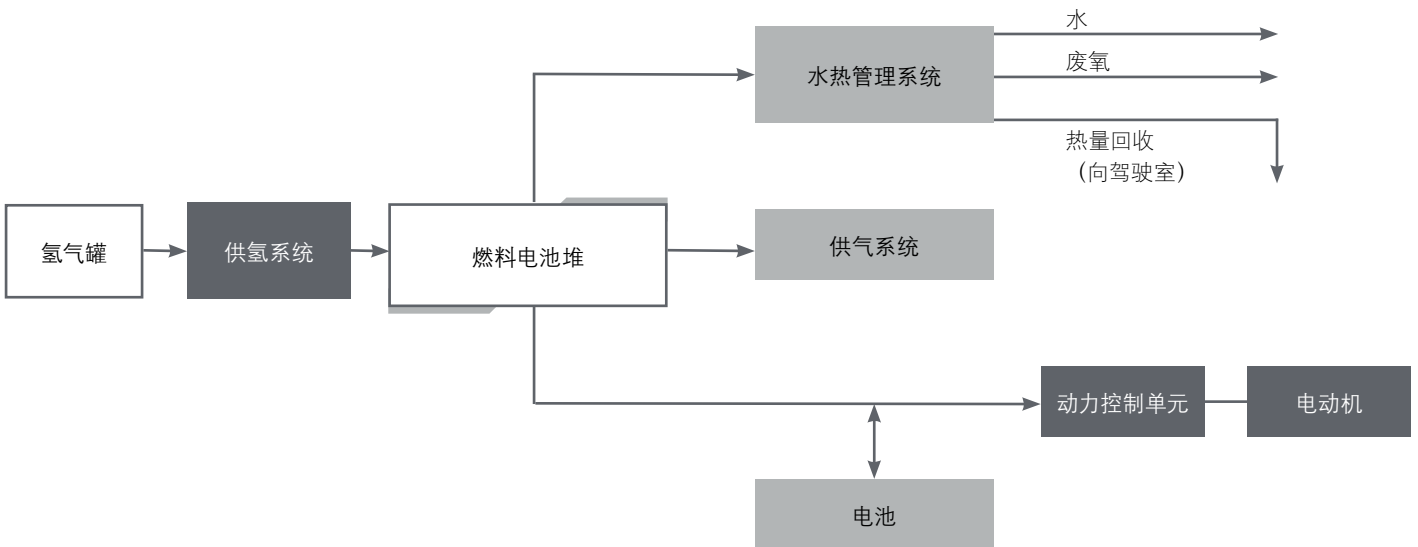 水
废氧
水热管理系统
热量回收
（向驾驶室）
氢气罐
供氢系统
燃料电池堆
供气系统
动力控制单元
电动机
电池